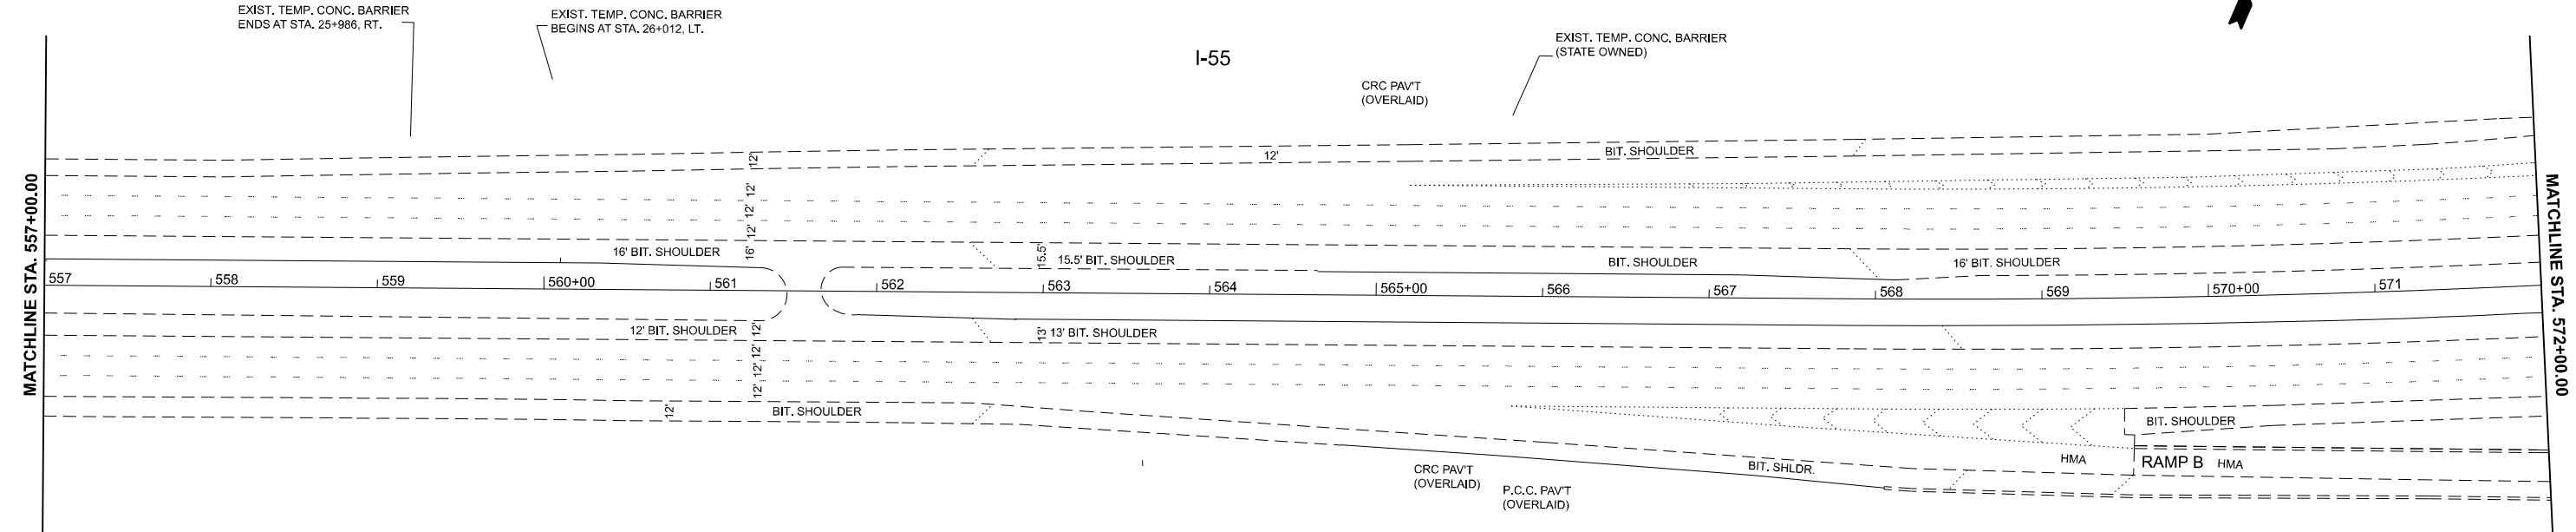 EXIST. TEMP. CONC. BARRIER
ENDS AT STA. 25+986, RT.
EXIST. TEMP. CONC. BARRIER
BEGINS AT STA. 26+012, LT.
I-55
EXIST. TEMP. CONC. BARRIER
(STATE OWNED)
CRC PAV'T
(OVERLAID)
MATCHLINE STA. 557+00.00
12'
12'
BIT. SHOULDER
12'
12'
12'
16'
16' BIT. SHOULDER
15.5'
15.5' BIT. SHOULDER
BIT. SHOULDER
16' BIT. SHOULDER
557
558
559
560+00
561
562
563
564
565+00
566
567
568
569
570+00
571
12' BIT. SHOULDER
12'
13'
13' BIT. SHOULDER
12'
12'
12'
12'
BIT. SHOULDER
BIT. SHOULDER
CRC PAV'T
(OVERLAID)
P.C.C. PAV'T
(OVERLAID)
BIT. SHLDR.
HMA
RAMP B
HMA
MATCHLINE STA. 572+00.00